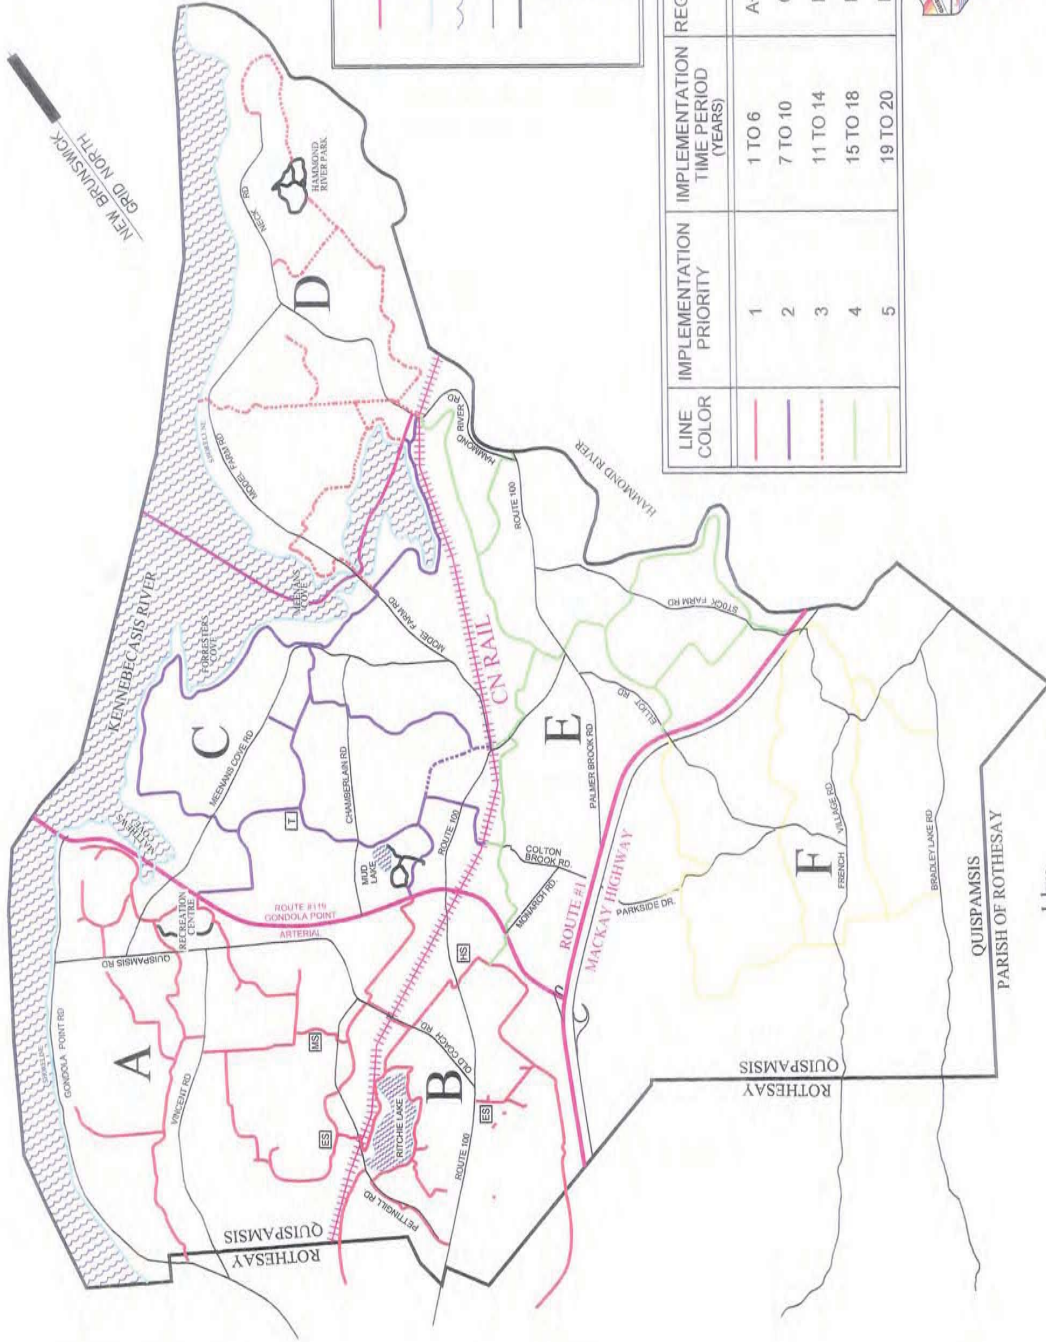 NEW BRUNSWICK
GRID NORTH
KENNEBECASIS RIVER
HAMMOND
RIVER PARK
NECK RD
D
MODEL FARM RD
MEENANS
COVE
FORRESTERS
COVE
MATTHEWS
COVE
C
MEENANS COVE RD
MODEL FARM RD
CHAMBERLAIN RD
T
MUD
LAKE
ROUTE 100
CN RAIL
HAMMOND RIVER RD
ROUTE 100
HAMMOND RIVER
STOCK FARM RD
ELLIOT RD
E
PALMER BROOK RD
COLTON
BROOK RD.
MONARCH RD.
ROUTE #1
MACKAY HIGHWAY
PARKSIDE DR.
ROUTE #119
GONDOLA POINT
ARTERIAL
RECREATION
CENTRE
QUISPAMSIS RD
GONDOLA POINT RD
A
VINCENT RD
MS
ES
HS
OLD COACH RD
B
RITCHIE LAKE
ES
ROUTE 100
PETTINGILL RD
QUISPAMSIS
ROTHESAY
F
FRENCH VILLAGE RD
BRADLEY LAKE RD
QUISPAMSIS
ROTHESAY
QUISPAMSIS
PARISH OF ROTHESAY
LINE
COLOR
IMPLEMENTATION
PRIORITY
IMPLEMENTATION
TIME PERIOD
(YEARS)
REG
1
1 TO 6
A
2
7 TO 10
3
11 TO 14
4
15 TO 18
5
19 TO 20